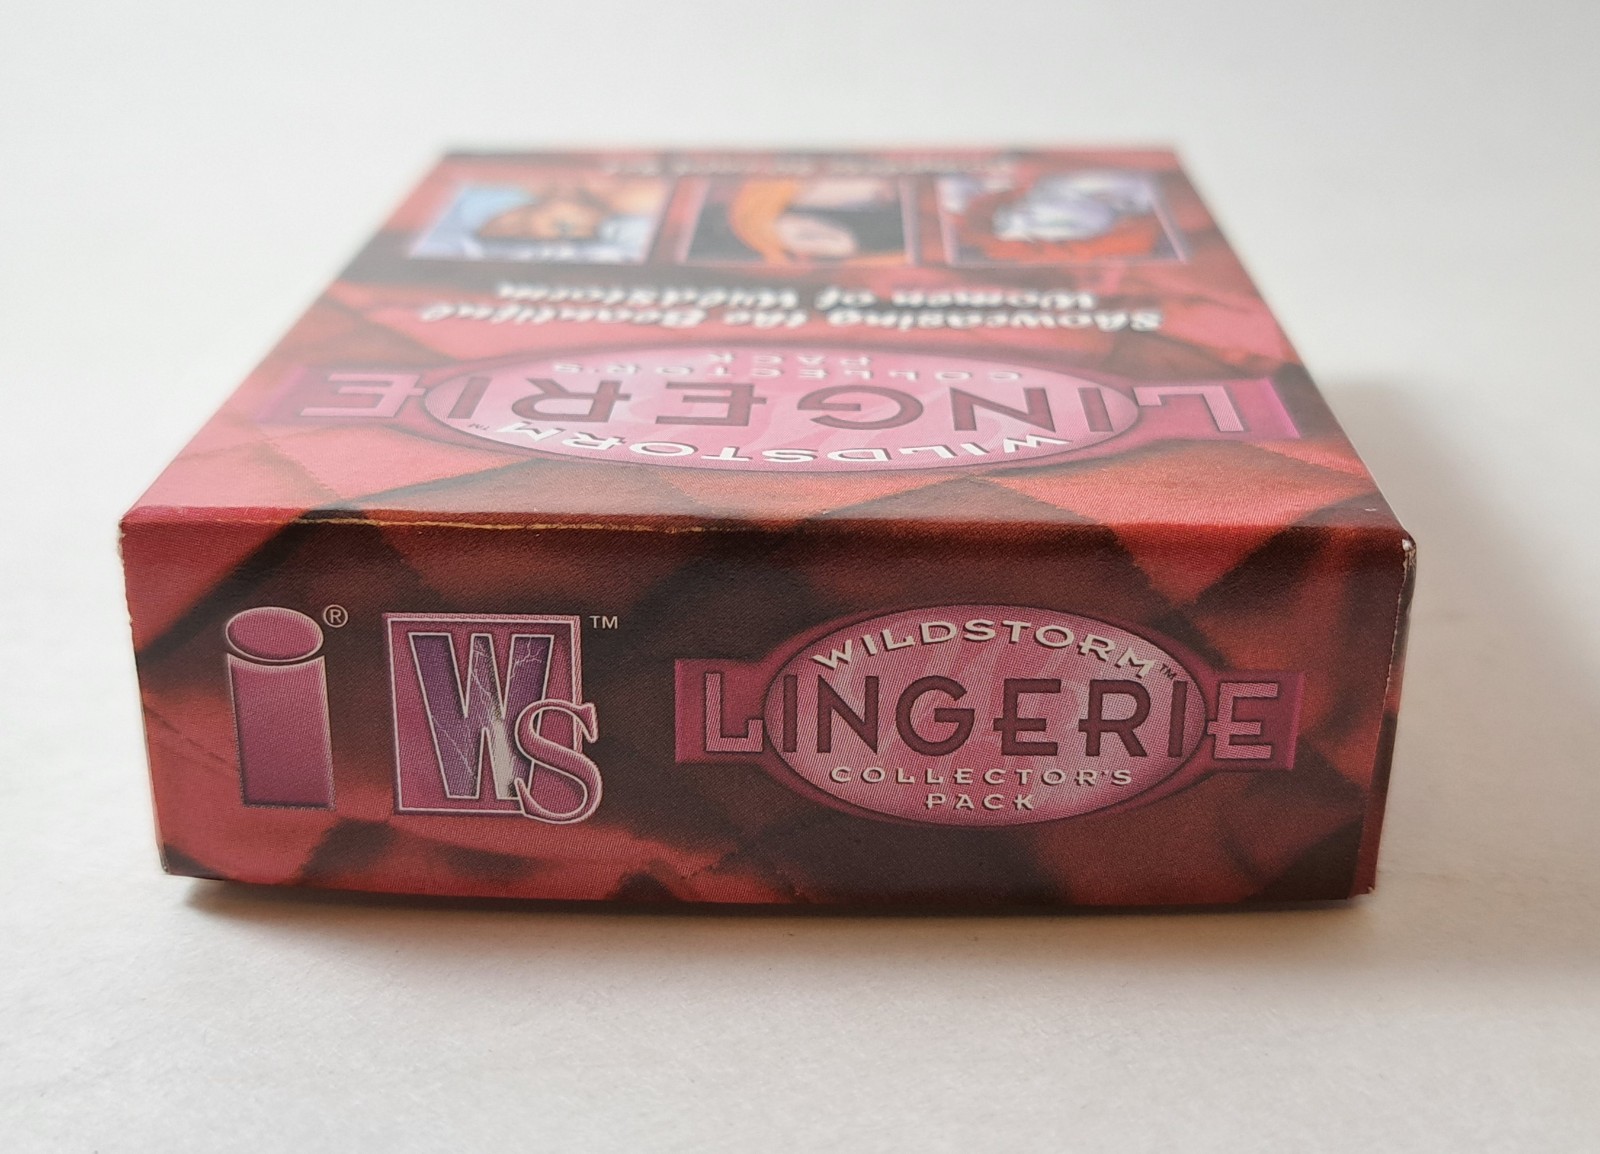 Showcasing the Beautiful
Women of Wildstorm
WILDSTORM™
LINGERIE
COLLECTOR'S
PACK
i®
WS™
WILDSTORM™
LINGERIE
COLLECTOR'S
PACK